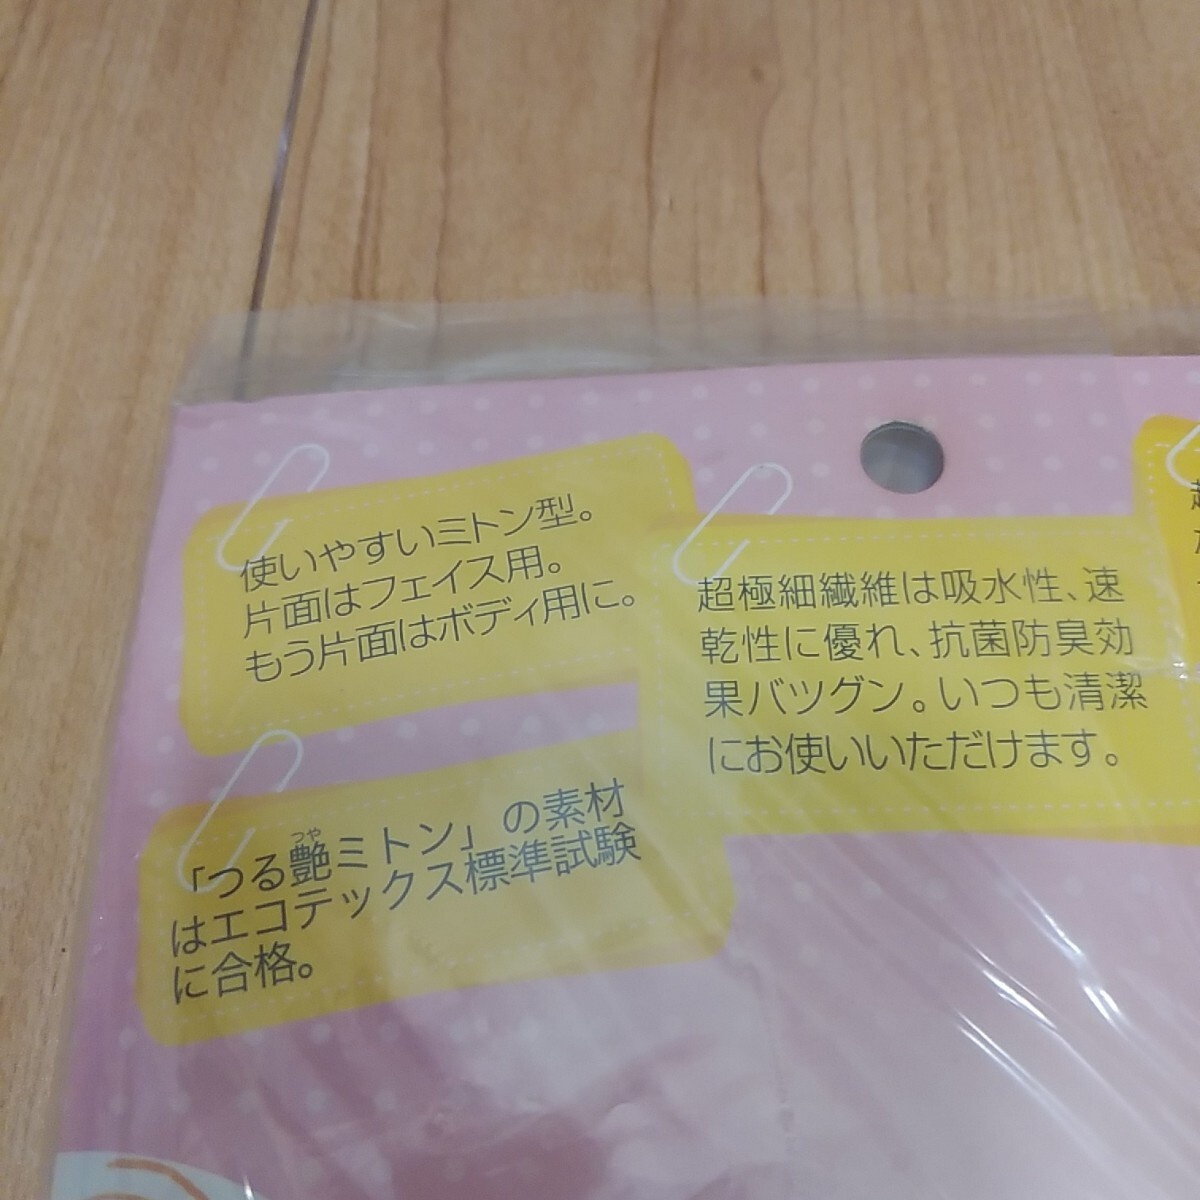 使いやすいミトン型。
片面はフェイス用。
もう片面はボディ用に。
超極細繊維は吸水性、速
乾性に優れ、抗菌防臭効
果バツグン。いつも清潔
にお使いいただけます。
「つる艶ミトン」の素材
つや
はエコテックス標準試験
に合格。